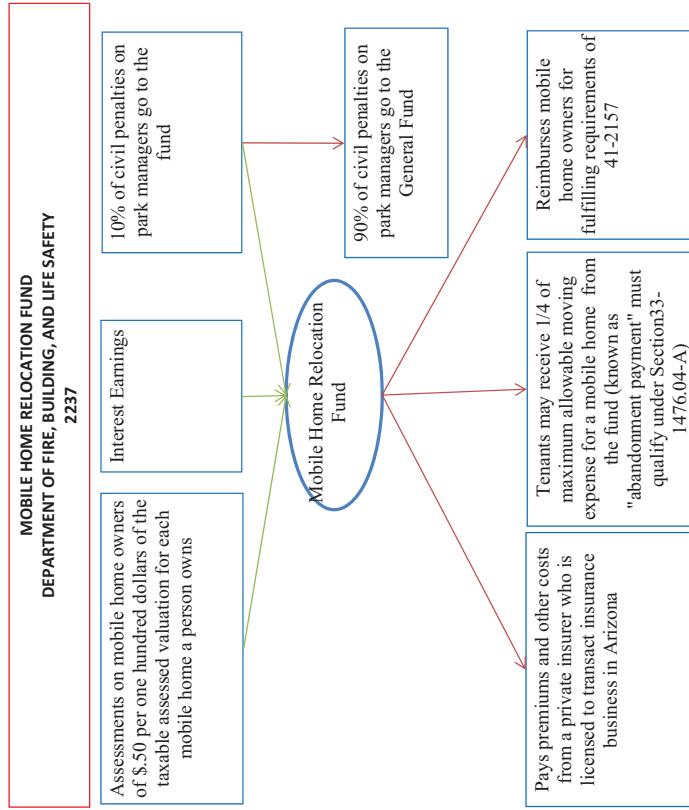 MOBILE HOME RELOCATION FUND
DEPARTMENT OF FIRE, BUILDING, AND LIFE SAFETY
2237
Assessments on mobile home owners
of $.50 per one hundred dollars of the
taxable assessed valuation for each
mobile home a person owns
Interest Earnings
10% of civil penalties on
park managers go to the
fund
Mobile Home Relocation
Fund
90% of civil penalties on
park managers go to the
General Fund
Pays premiums and other costs
from a private insurer who is
licensed to transact insurance
business in Arizona
Tenants may receive 1/4 of
maximum allowable moving
expense for a mobile home from
the fund (known as
"abandonment payment" must
qualify under Section33-
1476.04-A)
Reimburses mobile
home owners for
fulfilling requirements of
41-2157